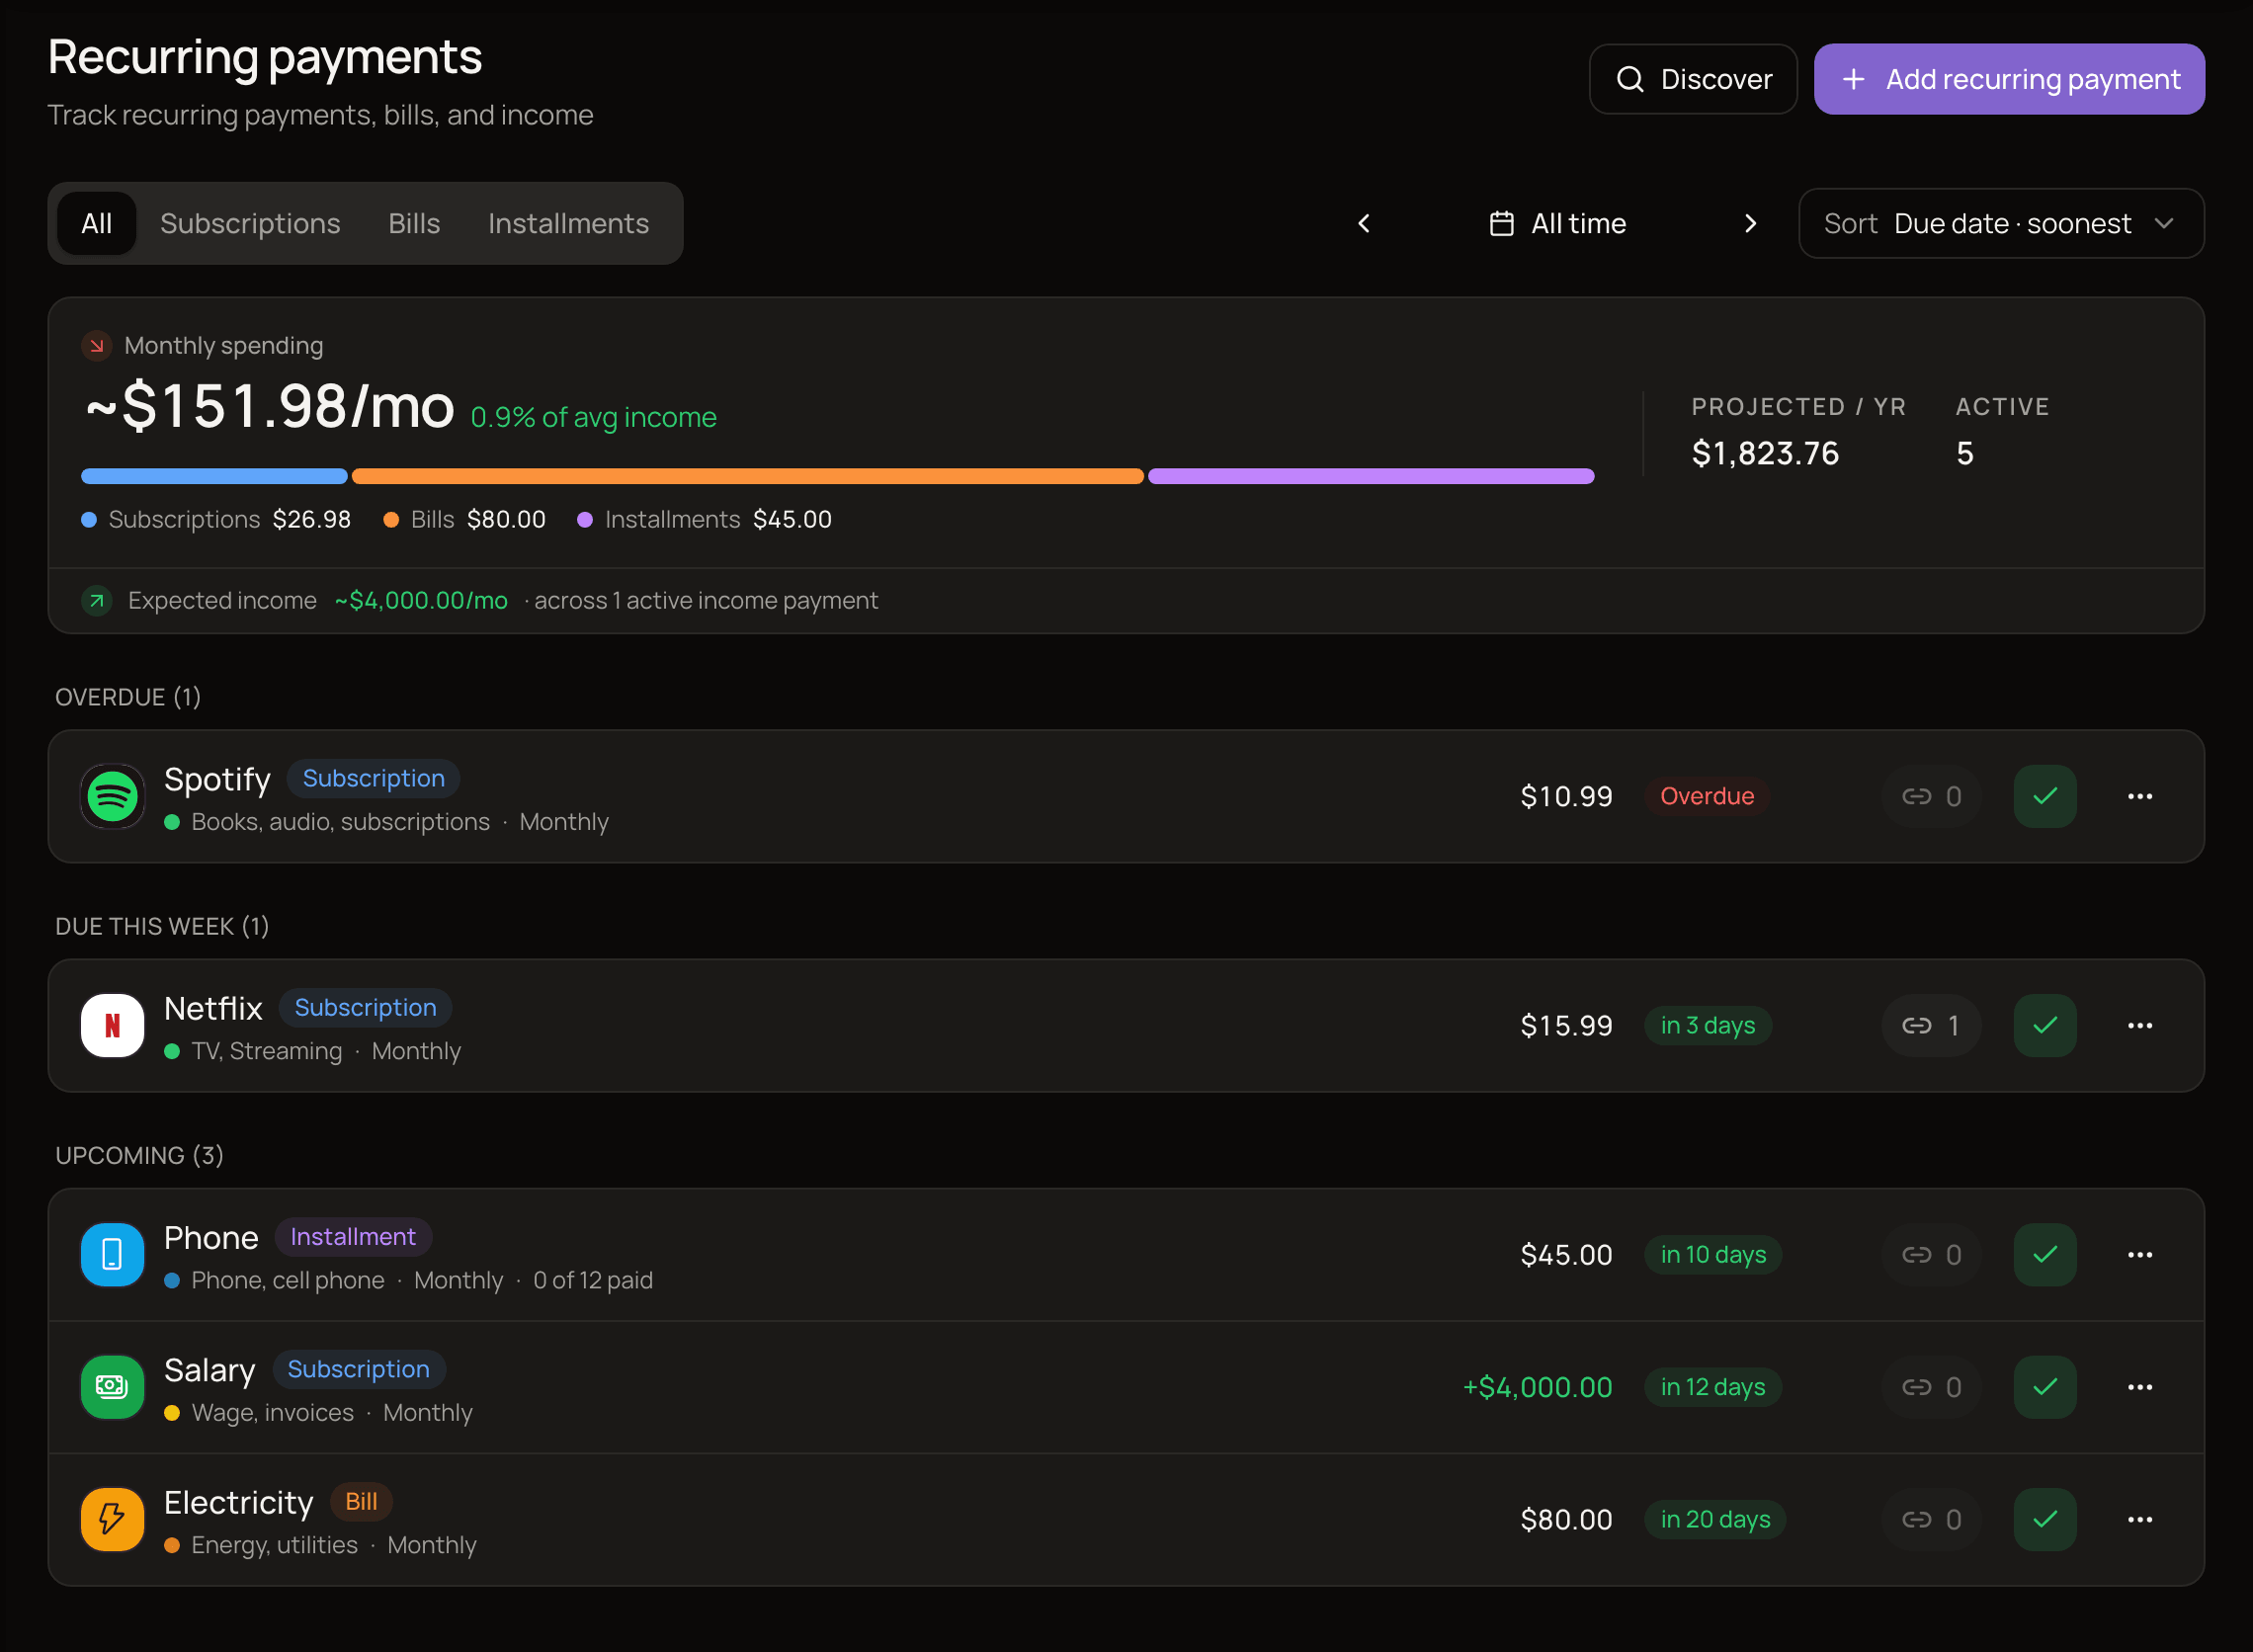 Recurring payments
Track recurring payments, bills, and income
Discover
+ Add recurring payment
All
Subscriptions
Bills
Installments
All time
Sort Due date · soonest
Monthly spending
~$151.98/mo 0.9% of avg income
Subscriptions $26.98
Bills $80.00
Installments $45.00
PROJECTED / YR
$1,823.76
ACTIVE
5
Expected income ~$4,000.00/mo · across 1 active income payment
OVERDUE (1)
Spotify Subscription
Books, audio, subscriptions · Monthly
$10.99 Overdue 0
DUE THIS WEEK (1)
N
Netflix Subscription
TV, Streaming · Monthly
$15.99 in 3 days 1
UPCOMING (3)
Phone Installment
Phone, cell phone · Monthly · 0 of 12 paid
$45.00 in 10 days 0
Salary Subscription
Wage, invoices · Monthly
+$4,000.00 in 12 days 0
Electricity Bill
Energy, utilities · Monthly
$80.00 in 20 days 0